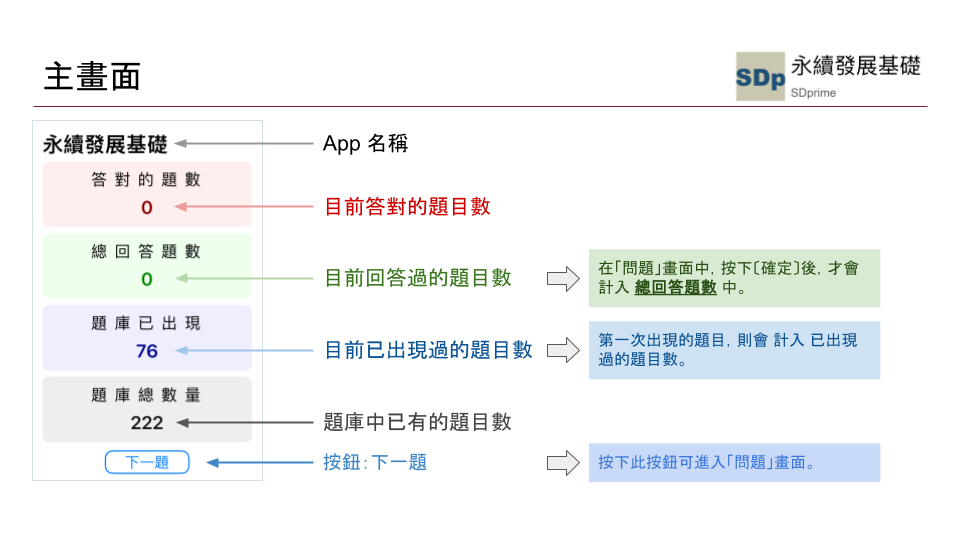 主畫面
SDp
永續發展基礎
SDprime
永續發展基礎
App 名稱
答對的題數
0
目前答對的題目數
總回答題數
0
目前回答過的題目數
在「問題」畫面中, 按下〔確定〕後, 才會
計入 總回答題數 中。
題庫已出現
76
目前已出現過的題目數
第一次出現的題目, 則會 計入 已出現
過的題目數。
題庫總數量
222
題庫中已有的題目數
下一題
按鈕：下一題
按下此按鈕可進入「問題」畫面。